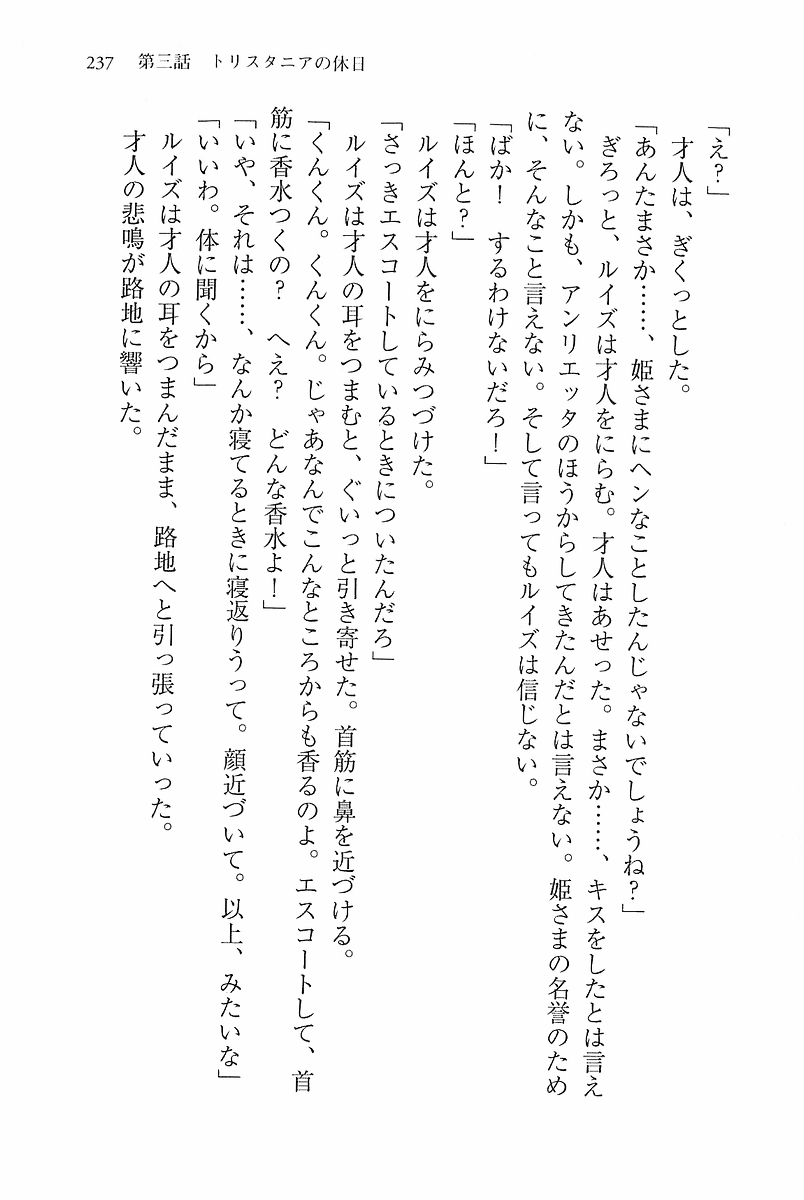 237　第三話　トリスタニアの休日
「え？」
　才人は、ぎくっとした。
「あんたまさか……、姫さまにヘンなことしたんじゃないでしょうね？」
　ぎろっと、ルイズは才人をにらむ。才人はあせった。まさか……、キスをしたとは言え
ない。しかも、アンリエッタのほうからしてきたんだとは言えない。姫さまの名誉のため
に、そんなこと言えない。そして言ってもルイズは信じない。
「ばか！　するわけないだろ！」
「ほんと？」
　ルイズは才人をにらみつづけた。
「さっきエスコートしているときについたんだろ」
　ルイズは才人の耳をつまむと、ぐいっと引き寄せた。首筋に鼻を近づける。
「くんくん。くんくん。じゃあなんでこんなところからも香るのよ。エスコートして、首
筋に香水つくの？　へえ？　どんな香水よ！」
「いや、それは……、なんか寝てるときに寝返りうって。顔近づいて。以上、みたいな」
「いいわ。体に聞くから」
　ルイズは才人の耳をつまんだまま、路地へと引っ張っていった。
　才人の悲鳴が路地に響いた。